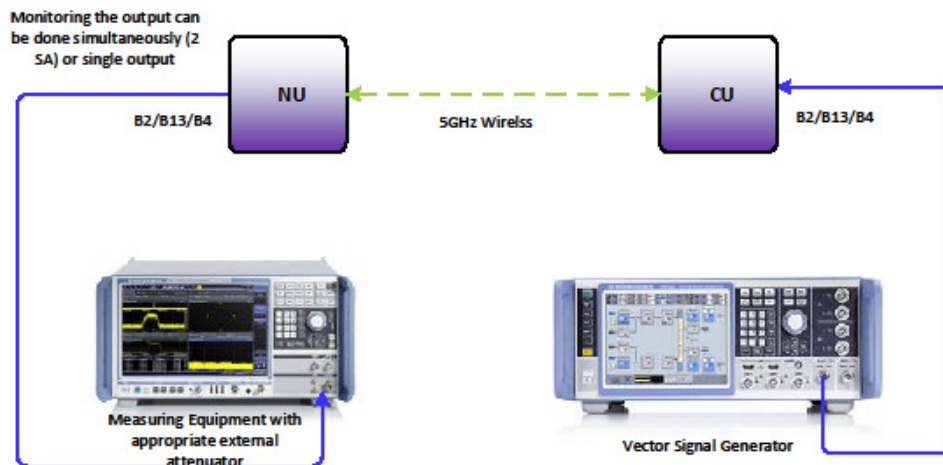 Monitoring the output can
be done simultaneously (2
SA) or single output
NU
CU
B2/B13/B4
5GHz Wirelss
B2/B13/B4
Measuring Equipment with
appropriate external
attenuator
Vector Signal Generator